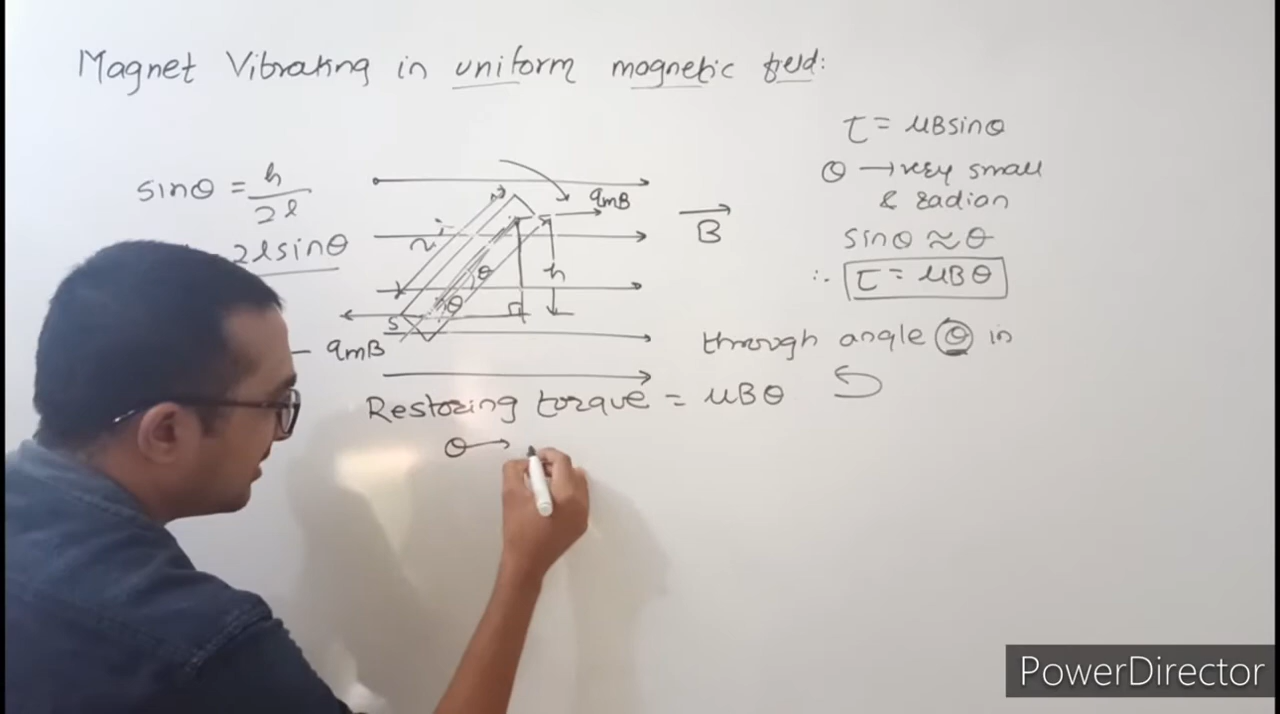 Magnet Vibrating in uniform magnetic field:
sinθ = h/2l
2lsinθ
qmB
B
h
θ
θ
S
qmB
τ = μBsinθ
θ → very small
& radian
sinθ ≈ θ
∴ τ = μBθ
through angle θ in
Restoring torque = μBθ
θ →
PowerDirector